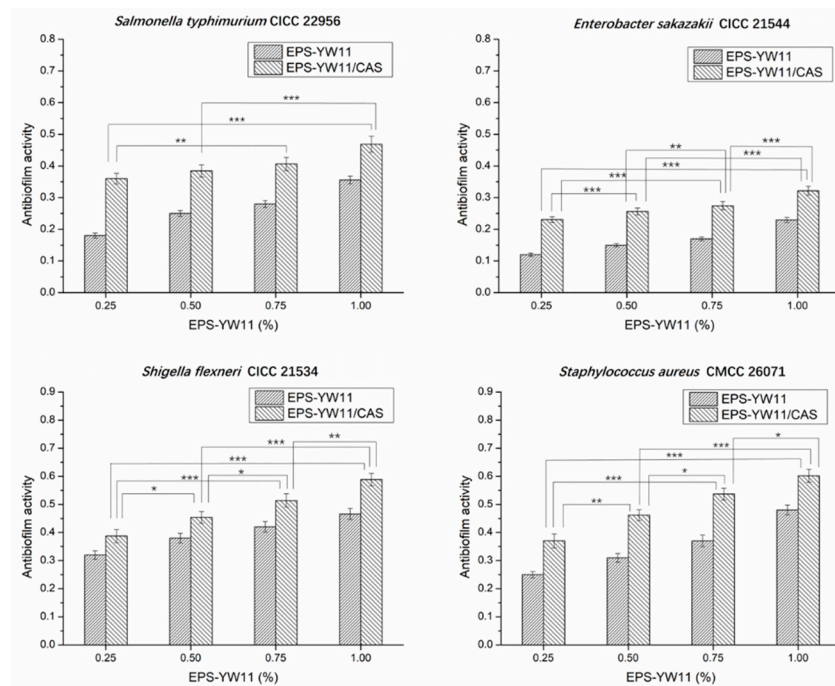 Salmonella typhimurium CICC 22956
EPS-YW11
EPS-YW11/CAS
Antibiofilm activity
0.8
0.7
0.6
0.5
0.4
0.3
0.2
0.1
0.0
***
***
**
0.25 0.50 0.75 1.00
EPS-YW11 (%)
Enterobacter sakazakii CICC 21544
EPS-YW11
EPS-YW11/CAS
Antibiofilm activity
0.8
0.7
0.6
0.5
0.4
0.3
0.2
0.1
0.0
** ***
***
***
***
***
0.25 0.50 0.75 1.00
EPS-YW11 (%)
Shigella flexneri CICC 21534
EPS-YW11
EPS-YW11/CAS
Antibiofilm activity
0.9
0.8
0.7
0.6
0.5
0.4
0.3
0.2
0.1
0.0
**
***
***
*** *
*
0.25 0.50 0.75 1.00
EPS-YW11 (%)
Staphylococcus aureus CMCC 26071
EPS-YW11
EPS-YW11/CAS
Antibiofilm activity
0.9
0.8
0.7
0.6
0.5
0.4
0.3
0.2
0.1
0.0
*
***
***
*** *
**
0.25 0.50 0.75 1.00
EPS-YW11 (%)